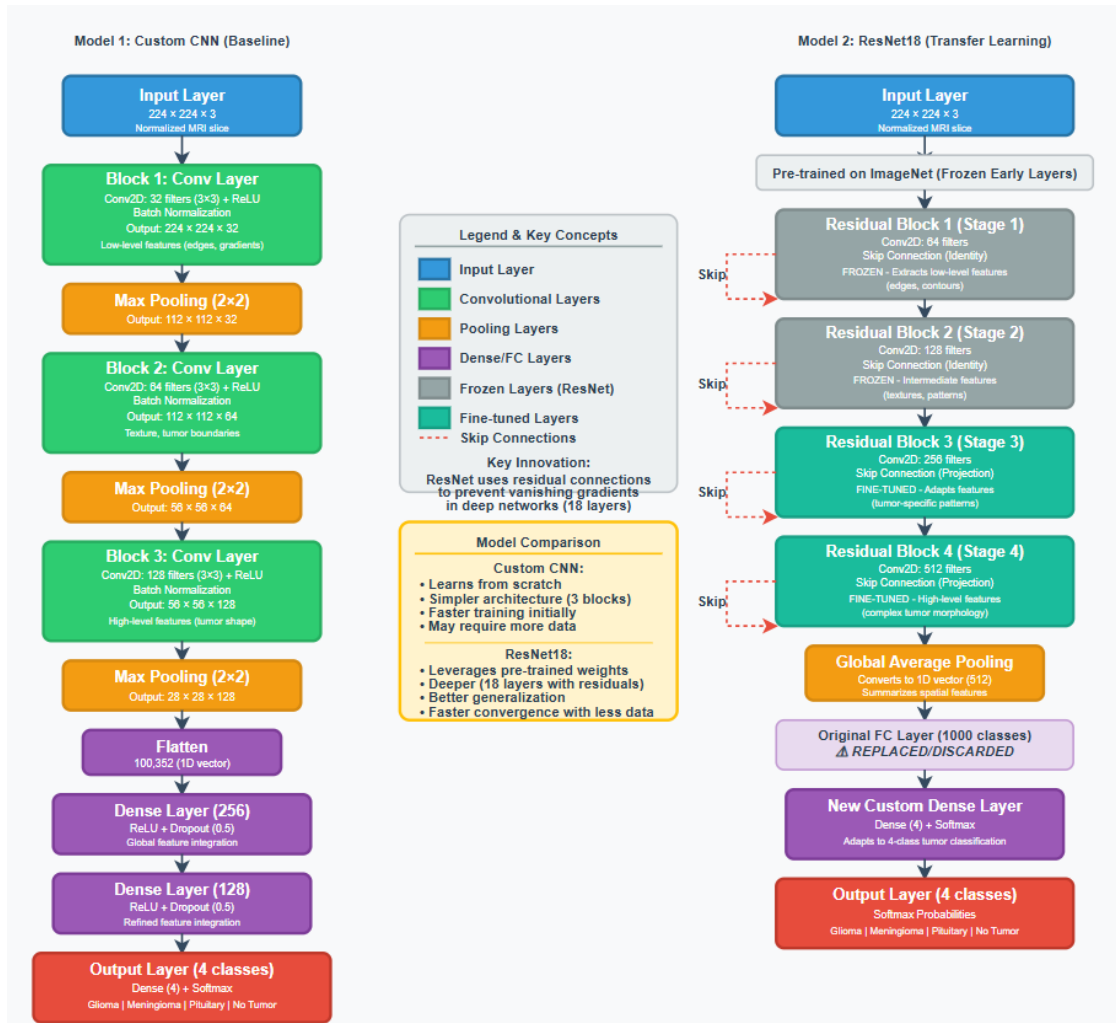 Model 1: Custom CNN (Baseline)
Input Layer
224 × 224 × 3
Normalized MRI slice
Block 1: Conv Layer
Conv2D: 32 filters (3×3) + ReLU
Batch Normalization
Output: 224 × 224 × 32
Low-level features (edges, gradients)
Max Pooling (2×2)
Output: 112 × 112 × 32
Block 2: Conv Layer
Conv2D: 64 filters (3×3) + ReLU
Batch Normalization
Output: 112 × 112 × 64
Texture, tumor boundaries
Max Pooling (2×2)
Output: 56 × 56 × 64
Block 3: Conv Layer
Conv2D: 128 filters (3×3) + ReLU
Batch Normalization
Output: 56 × 56 × 128
High-level features (tumor shape)
Max Pooling (2×2)
Output: 28 × 28 × 128
Flatten
100,352 (1D vector)
Dense Layer (256)
ReLU + Dropout (0.5)
Global feature integration
Dense Layer (128)
ReLU + Dropout (0.5)
Refined feature integration
Output Layer (4 classes)
Dense (4) + Softmax
Glioma | Meningioma | Pituitary | No Tumor
Legend & Key Concepts
Input Layer
Convolutional Layers
Pooling Layers
Dense/FC Layers
Frozen Layers (ResNet)
Fine-tuned Layers
Skip Connections
Key Innovation:
ResNet uses residual connections
to prevent vanishing gradients
in deep networks (18 layers)
Model Comparison
Custom CNN:
• Learns from scratch
• Simpler architecture (3 blocks)
• Faster training initially
• May require more data
ResNet18:
• Leverages pre-trained weights
• Deeper (18 layers with residuals)
• Better generalization
• Faster convergence with less data
Model 2: ResNet18 (Transfer Learning)
Input Layer
224 × 224 × 3
Normalized MRI slice
Pre-trained on ImageNet (Frozen Early Layers)
Residual Block 1 (Stage 1)
Conv2D: 64 filters
Skip Connection (Identity)
FROZEN - Extracts low-level features
(edges, contours)
Skip
Residual Block 2 (Stage 2)
Conv2D: 128 filters
Skip Connection (Identity)
FROZEN - Intermediate features
(textures, patterns)
Skip
Residual Block 3 (Stage 3)
Conv2D: 256 filters
Skip Connection (Projection)
FINE-TUNED - Adapts features
(tumor-specific patterns)
Skip
Residual Block 4 (Stage 4)
Conv2D: 512 filters
Skip Connection (Projection)
FINE-TUNED - High-level features
(complex tumor morphology)
Skip
Global Average Pooling
Converts to 1D vector (512)
Summarizes spatial features
Original FC Layer (1000 classes)
⚠ REPLACED/DISCARDED
New Custom Dense Layer
Dense (4) + Softmax
Adapts to 4-class tumor classification
Output Layer (4 classes)
Softmax Probabilities
Glioma | Meningioma | Pituitary | No Tumor